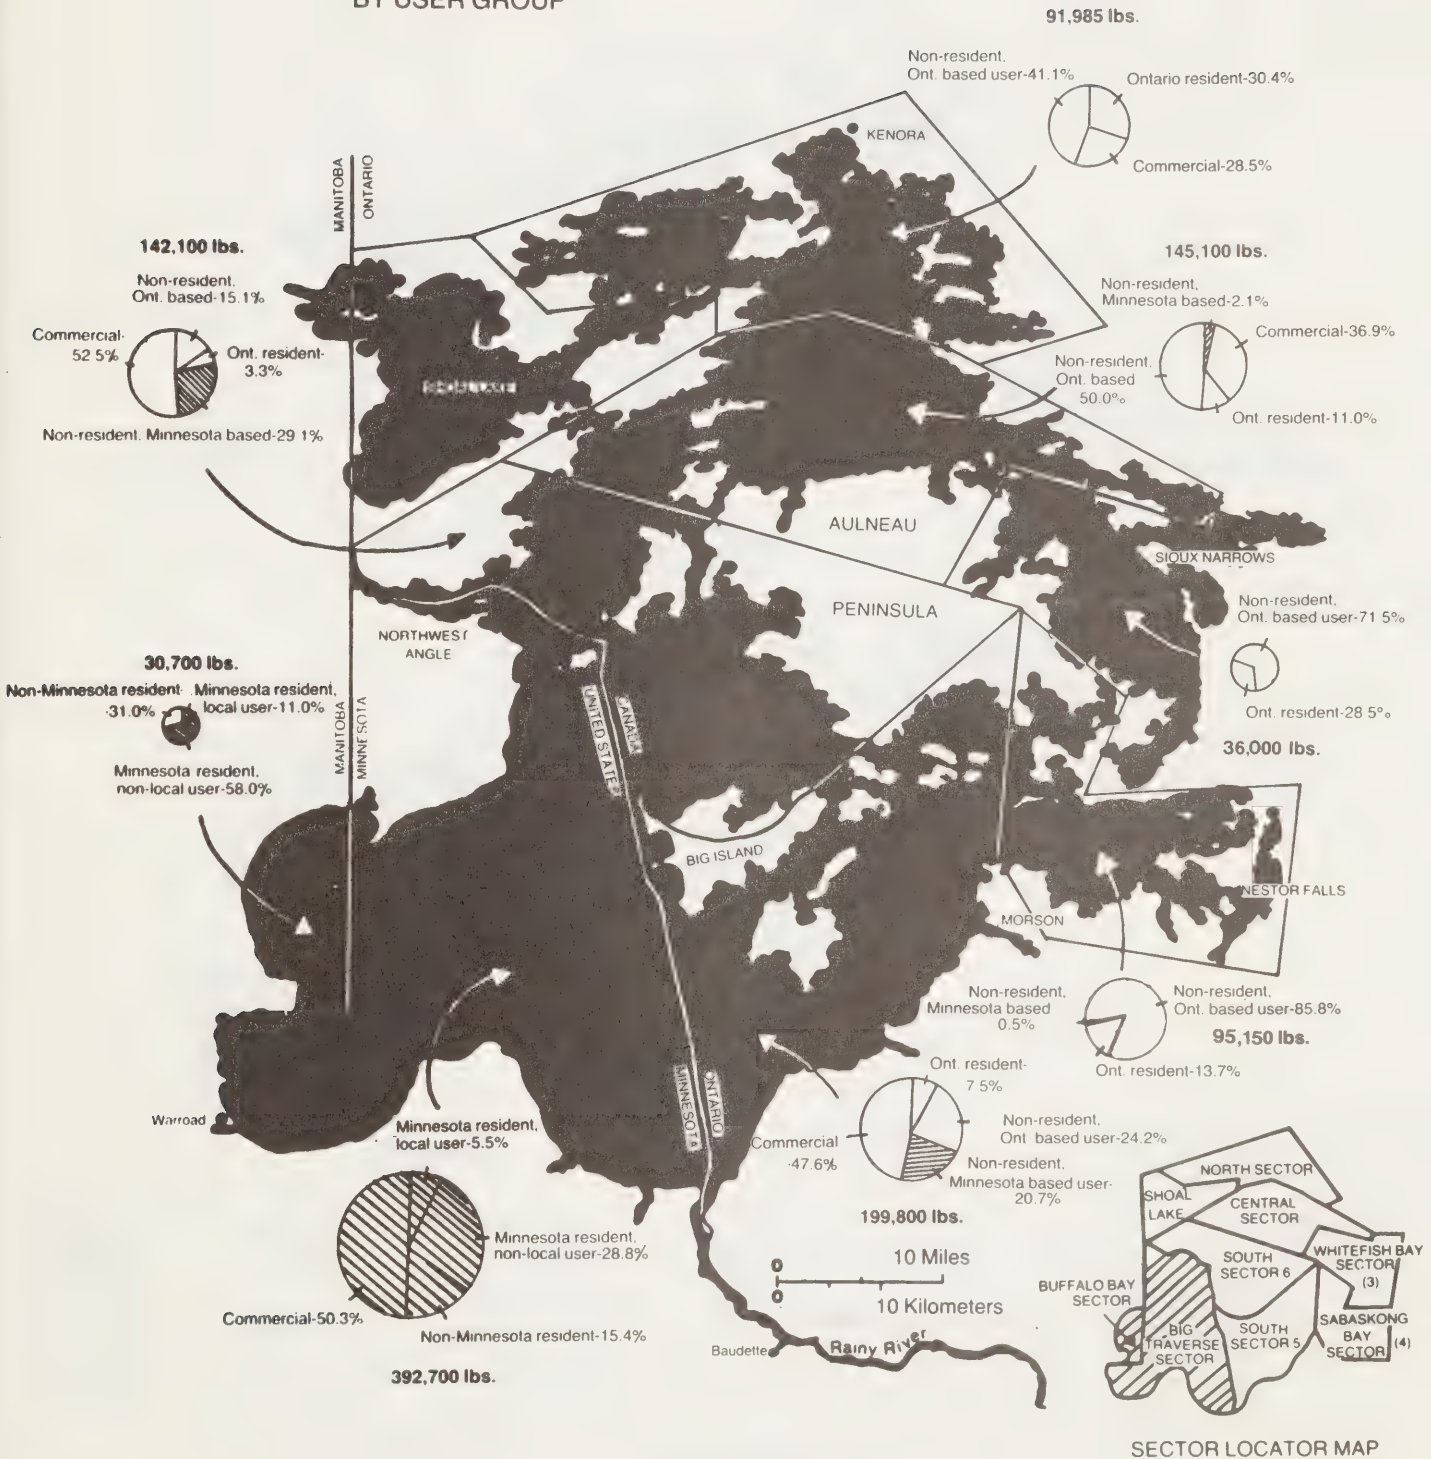 BY USER GROUP
91,985 lbs.
Non-resident,
Ont. based user-41.1%
Ontario resident-30.4%
Commercial-28.5%
KENORA
MANITOBA
ONTARIO
142,100 lbs.
Non-resident,
Ont. based-15.1%
Commercial-
52 5%
Ont. resident-
3.3%
Non-resident. Minnesota based-29 1%
145,100 lbs.
Non-resident,
Minnesota based-2.1%
Commercial-36.9%
Non-resident,
Ont. based
50.0%
Ont. resident-11.0%
AULNEAU
PENINSULA
SIOUX NARROWS
NORTHWEST
ANGLE
Non-resident,
Ont. based user-71 5%
Ont. resident-28 5%
36,000 lbs.
30,700 lbs.
Non-Minnesota resident-
·31.0%
Minnesota resident,
local user-11.0%
Minnesota resident,
non-local user-58.0%
MANITOBA
MINNESOTA
UNITED STATES
CANADA
BIG ISLAND
NESTOR FALLS
MORSON
Non-resident,
Minnesota based
0.5%
Non-resident,
Ont. based user-85.8%
95,150 lbs.
Ont. resident-13.7%
MINNESOTA
ONTARIO
Warroad
Ont. resident-
7 5%
Commercial
·47.6%
Non-resident,
Ont based user-24.2%
Non-resident,
Minnesota based user-
20.7%
199,800 lbs.
Minnesota resident,
local user-5.5%
Minnesota resident,
non-local user-28.8%
Commercial-50.3%
Non-Minnesota resident-15.4%
392,700 lbs.
0
10 Miles
0
10 Kilometers
Baudette
Rainy River
NORTH SECTOR
SHOAL
LAKE
CENTRAL
SECTOR
SOUTH
SECTOR 6
WHITEFISH BAY
SECTOR
(3)
BUFFALO BAY
SECTOR
BIG
TRAVERSE
SECTOR
SOUTH
SECTOR 5
SABASKONG
BAY
SECTOR
(4)
SECTOR LOCATOR MAP